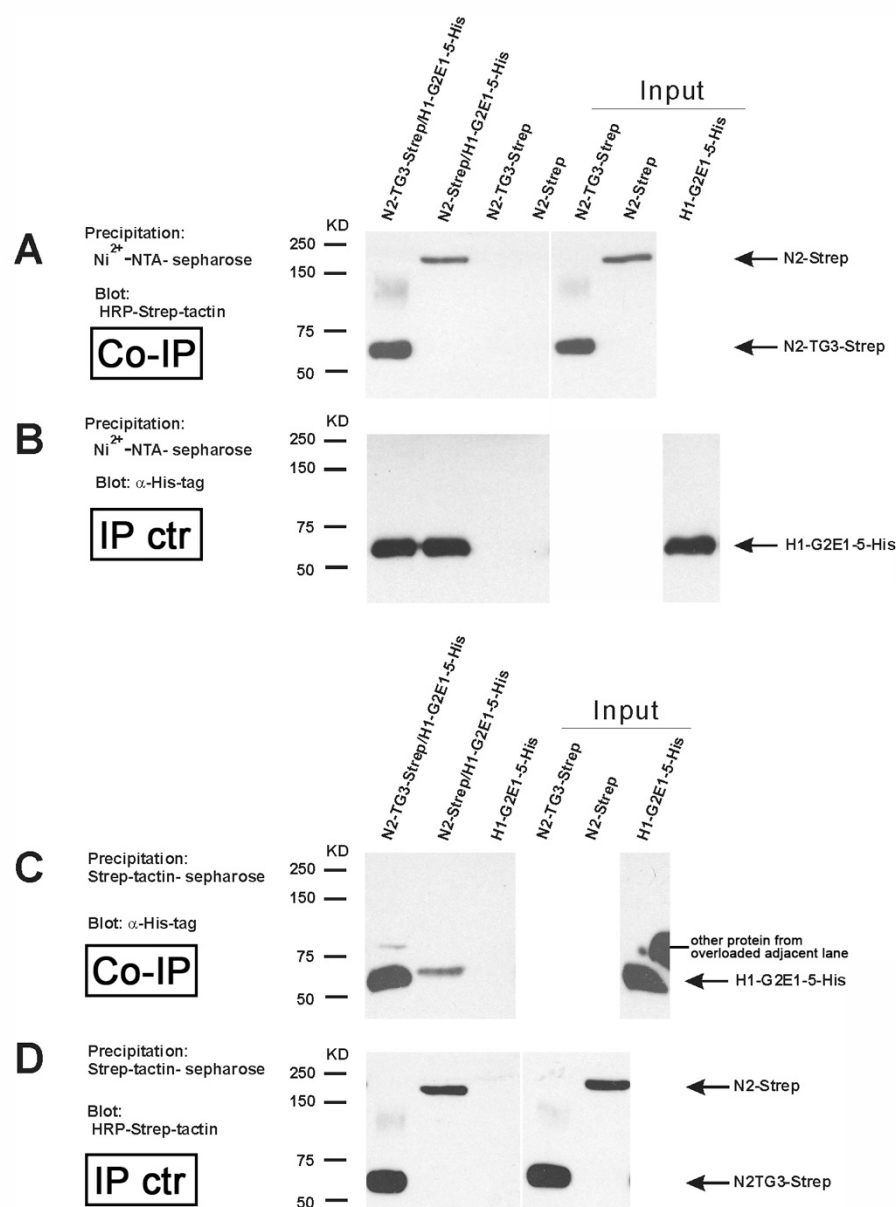 Input
N2-TG3-Strep/H1-G2E1-5-His
N2-Strep/H1-G2E1-5-His
N2-TG3-Strep
N2-Strep
N2-TG3-Strep
N2-Strep
H1-G2E1-5-His
A
Precipitation:
Ni2+-NTA- sepharose
Blot:
HRP-Strep-tactin
Co-IP
KD
250
150
75
50
N2-Strep
N2-TG3-Strep
B
Precipitation:
Ni2+-NTA- sepharose
Blot: α-His-tag
IP ctr
KD
250
150
75
50
H1-G2E1-5-His
Input
N2-TG3-Strep/H1-G2E1-5-His
N2-Strep/H1-G2E1-5-His
H1-G2E1-5-His
N2-TG3-Strep
N2-Strep
H1-G2E1-5-His
C
Precipitation:
Strep-tactin- sepharose
Blot: α-His-tag
Co-IP
KD
250
150
75
50
other protein from
overloaded adjacent lane
H1-G2E1-5-His
D
Precipitation:
Strep-tactin- sepharose
Blot:
HRP-Strep-tactin
IP ctr
KD
250
150
75
50
N2-Strep
N2TG3-Strep